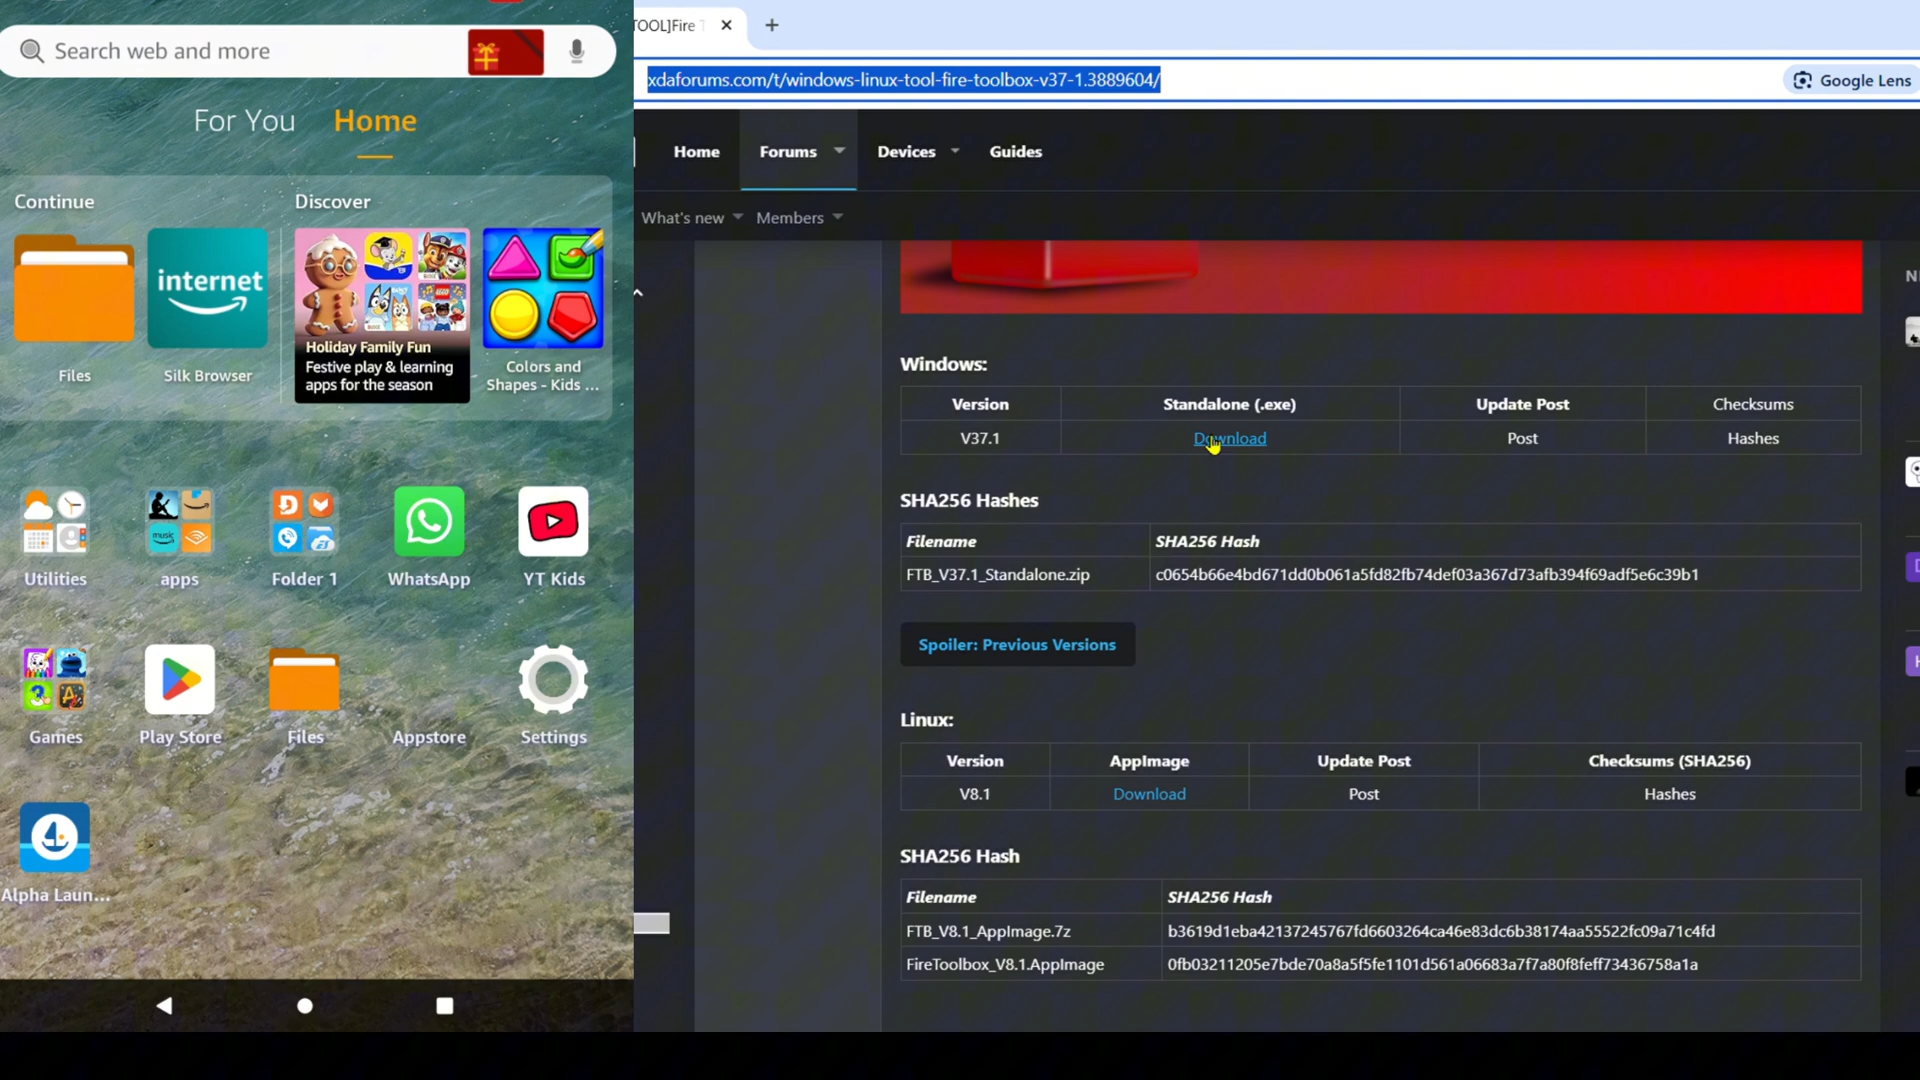 Search web and more
For You Home
Continue
Discover
internet
Holiday Family Fun
Festive play & learning
apps for the season
Files
Silk Browser
Colors and
Shapes - Kids ...
music
Utilities
apps
Folder 1
WhatsApp
YT Kids
Games
Play Store
Files
Appstore
Settings
Alpha Laun...
TOOL]Fire T
xdaforums.com/t/windows-linux-tool-fire-toolbox-v37-1.3889604/
Google Lens
Home Forums Devices Guides
What's new Members
Windows:
Version Standalone (.exe) Update Post Checksums
V37.1 Download Post Hashes
SHA256 Hashes
Filename SHA256 Hash
FTB_V37.1_Standalone.zip c0654b66e4bd671dd0b061a5fd82fb74def03a367d73afb394f69adf5e6c39b1
Spoiler: Previous Versions
Linux:
Version AppImage Update Post Checksums (SHA256)
V8.1 Download Post Hashes
SHA256 Hash
Filename SHA256 Hash
FTB_V8.1_AppImage.7z b3619d1eba42137245767fd6603264ca46e83dc6b38174aa55522fc09a71c4fd
FireToolbox_V8.1.AppImage 0fb03211205e7bde70a8a5f5fe1101d561a06683a7f7a80f8feff73436758a1a